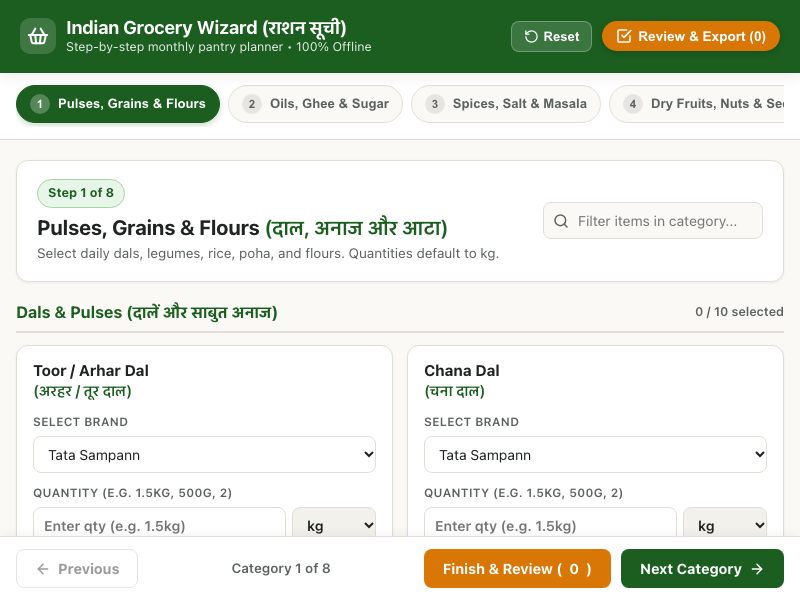 Indian Grocery Wizard (राशन सूची)
Step-by-step monthly pantry planner • 100% Offline
Reset
Review & Export (0)
1 Pulses, Grains & Flours
2 Oils, Ghee & Sugar
3 Spices, Salt & Masala
4 Dry Fruits, Nuts & See
Step 1 of 8
Pulses, Grains & Flours (दाल, अनाज और आटा)
Select daily dals, legumes, rice, poha, and flours. Quantities default to kg.
Filter items in category...
Dals & Pulses (दालें और साबुत अनाज)
0 / 10 selected
Toor / Arhar Dal
(अरहर / तूर दाल)
SELECT BRAND
Tata Sampann
QUANTITY (E.G. 1.5KG, 500G, 2)
Enter qty (e.g. 1.5kg)
kg
Chana Dal
(चना दाल)
SELECT BRAND
Tata Sampann
QUANTITY (E.G. 1.5KG, 500G, 2)
Enter qty (e.g. 1.5kg)
kg
← Previous
Category 1 of 8
Finish & Review ( 0 )
Next Category →